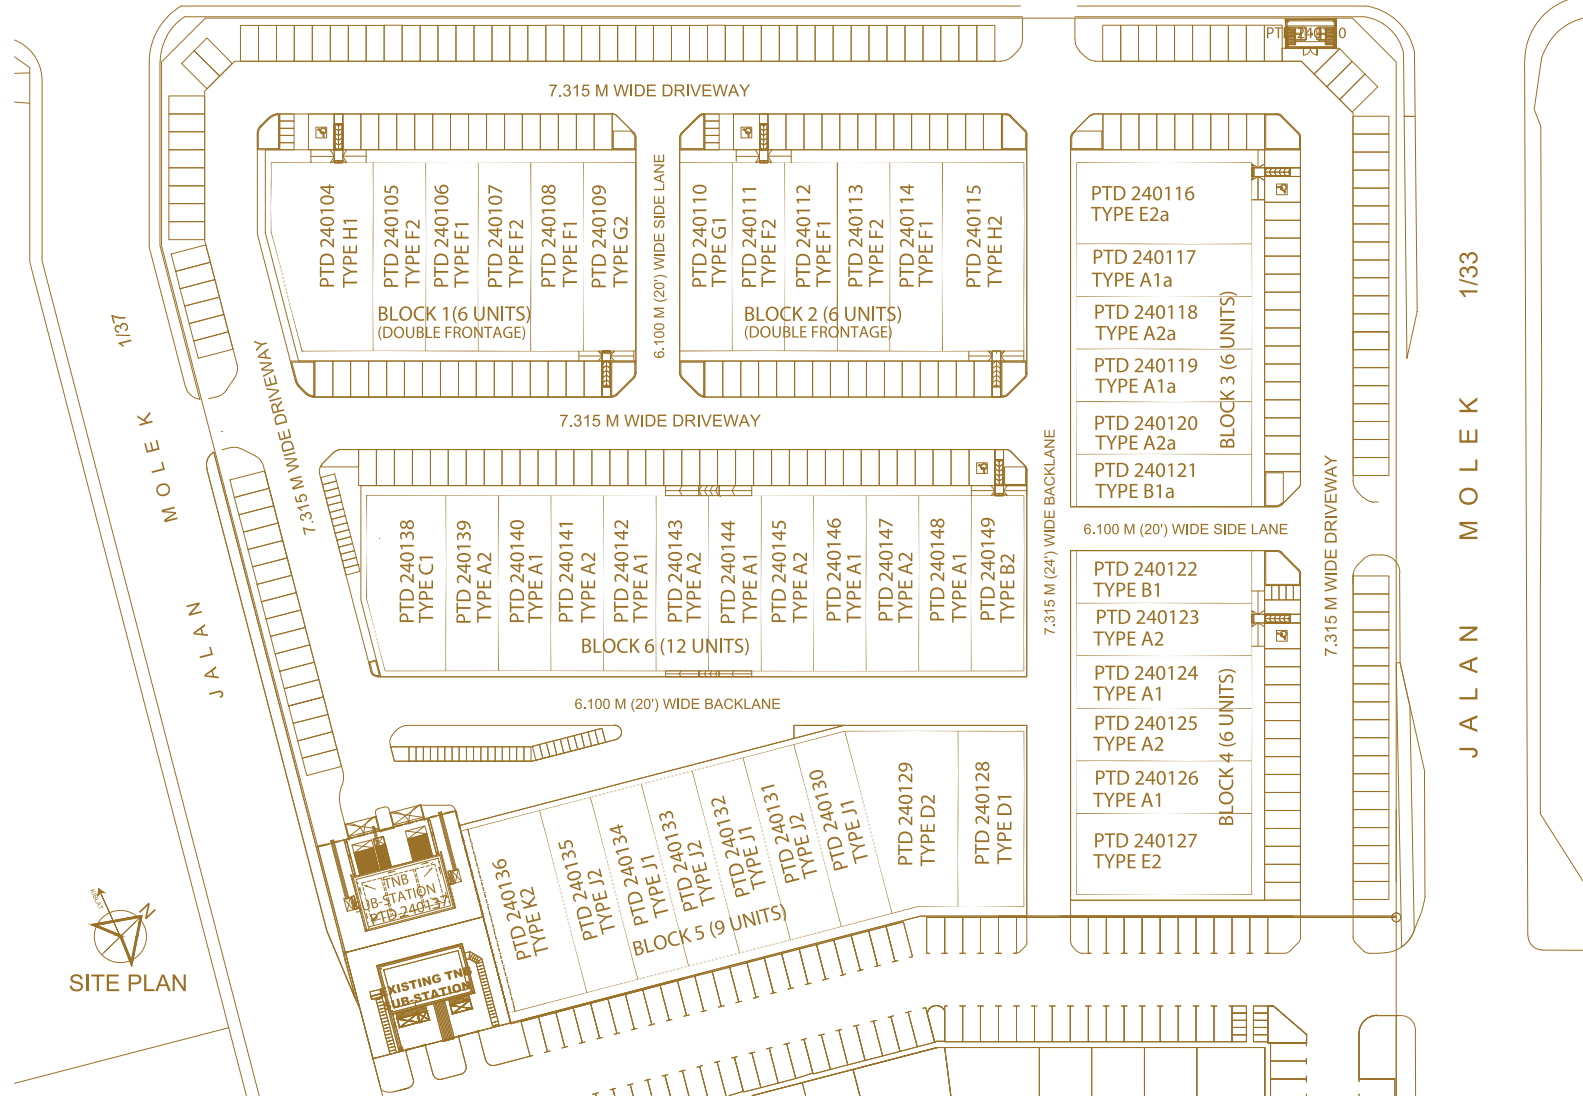 7.315 M WIDE DRIVEWAY
PTD 240104
TYPE H1
PTD 240105
TYPE F2
PTD 240106
TYPE F1
PTD 240107
TYPE F2
PTD 240108
TYPE F1
PTD 240109
TYPE G2
BLOCK 1(6 UNITS)
(DOUBLE FRONTAGE)
6.100 M (20') WIDE SIDE LANE
PTD 240110
TYPE G1
PTD 240111
TYPE F2
PTD 240112
TYPE F1
PTD 240113
TYPE F2
PTD 240114
TYPE F1
PTD 240115
TYPE H2
BLOCK 2 (6 UNITS)
(DOUBLE FRONTAGE)
PTD 240116
TYPE E2a
PTD 240117
TYPE A1a
PTD 240118
TYPE A2a
PTD 240119
TYPE A1a
PTD 240120
TYPE A2a
PTD 240121
TYPE B1a
BLOCK 3 (6 UNITS)
JALAN MOLEK 1/37
7.315 M WIDE DRIVEWAY
7.315 M WIDE DRIVEWAY
PTD 240138
TYPE C1
PTD 240139
TYPE A2
PTD 240140
TYPE A1
PTD 240141
TYPE A2
PTD 240142
TYPE A1
PTD 240143
TYPE A2
PTD 240144
TYPE A1
PTD 240145
TYPE A2
PTD 240146
TYPE A1
PTD 240147
TYPE A2
PTD 240148
TYPE A1
PTD 240149
TYPE B2
BLOCK 6 (12 UNITS)
7.315 M (24') WIDE BACKLANE
6.100 M (20') WIDE SIDE LANE
7.315 M WIDE DRIVEWAY
JALAN MOLEK 1/33
PTD 240122
TYPE B1
PTD 240123
TYPE A2
PTD 240124
TYPE A1
PTD 240125
TYPE A2
PTD 240126
TYPE A1
PTD 240127
TYPE E2
BLOCK 4 (6 UNITS)
6.100 M (20') WIDE BACKLANE
PTD 240136
TYPE K2
PTD 240135
TYPE J2
PTD 240134
TYPE J1
PTD 240133
TYPE J2
PTD 240132
TYPE J1
PTD 240131
TYPE J2
PTD 240130
TYPE J1
PTD 240129
TYPE D2
PTD 240128
TYPE D1
BLOCK 5 (9 UNITS)
TNB
SUB-STATION
PTD 240137
EXISTING TNB
SUB-STATION
N
SITE PLAN